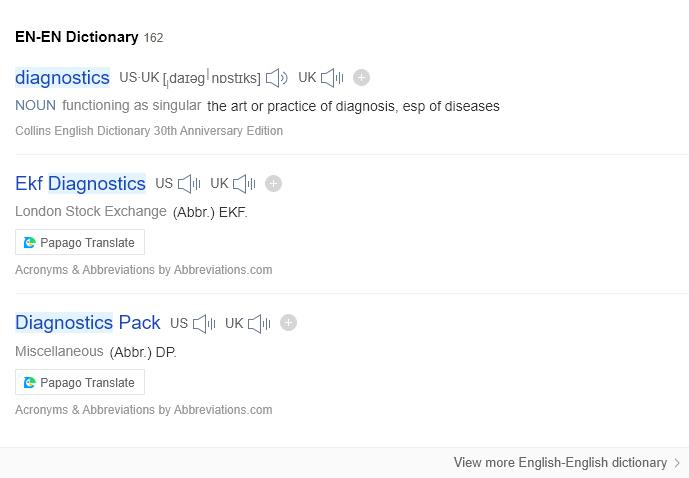 EN-EN Dictionary 162
diagnostics US·UK [ˌdaɪəgˈnɒstɪks] UK
NOUN functioning as singular the art or practice of diagnosis, esp of diseases
Collins English Dictionary 30th Anniversary Edition
Ekf Diagnostics US UK
London Stock Exchange (Abbr.) EKF.
Papago Translate
Acronyms & Abbreviations by Abbreviations.com
Diagnostics Pack US UK
Miscellaneous (Abbr.) DP.
Papago Translate
Acronyms & Abbreviations by Abbreviations.com
View more English-English dictionary